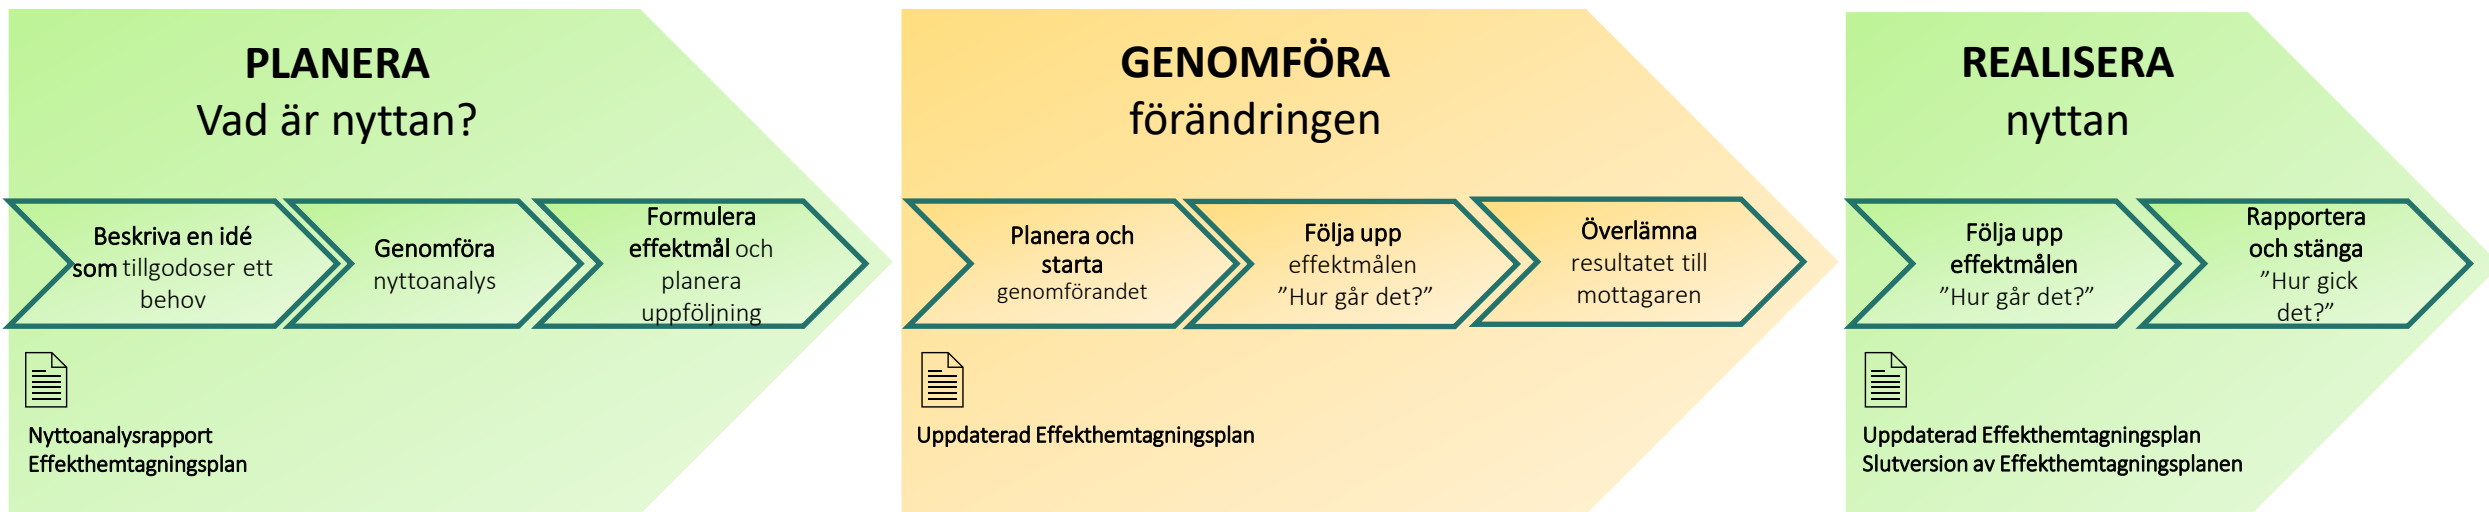 PLANERA
Vad är nyttan?
Beskriva en idé
som tillgodoser ett
behov
Genomföra
nyttoanalys
Formulera
effektmål och
planera
uppföljning
Nyttoanalysrapport
Effekthemtagningsplan
GENOMFÖRA
förändringen
Planera och
starta
genomförandet
Följa upp
effektmålen
”Hur går det?”
Överlämna
resultatet till
mottagaren
Uppdaterad Effekthemtagningsplan
REALISERA
nyttan
Följa upp
effektmålen
”Hur går det?”
Rapportera
och stänga
”Hur gick
det?”
Uppdaterad Effekthemtagningsplan
Slutversion av Effekthemtagningsplanen